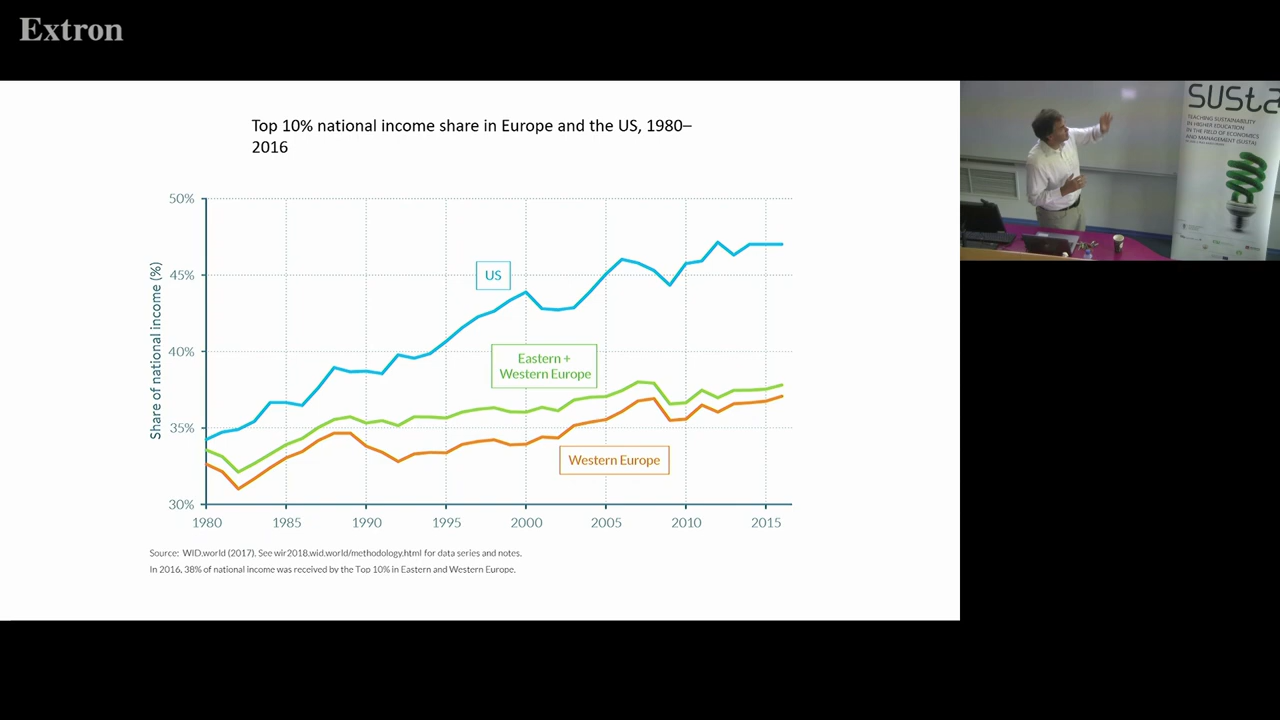 Extron
Top 10% national income share in Europe and the US, 1980–
2016
50%
45%
40%
35%
30%
Share of national income (%)
US
Eastern +
Western Europe
Western Europe
1980
1985
1990
1995
2000
2005
2010
2015
Source: WID.world (2017). See wir2018.wid.world/methodology.html for data series and notes.
In 2016, 38% of national income was received by the Top 10% in Eastern and Western Europe.
SUSta
TEACHING SUSTAINABILITY
IN HIGHER EDUCATION
IN THE FIELD OF ECONOMICS
AND MANAGEMENT (SUSTA)